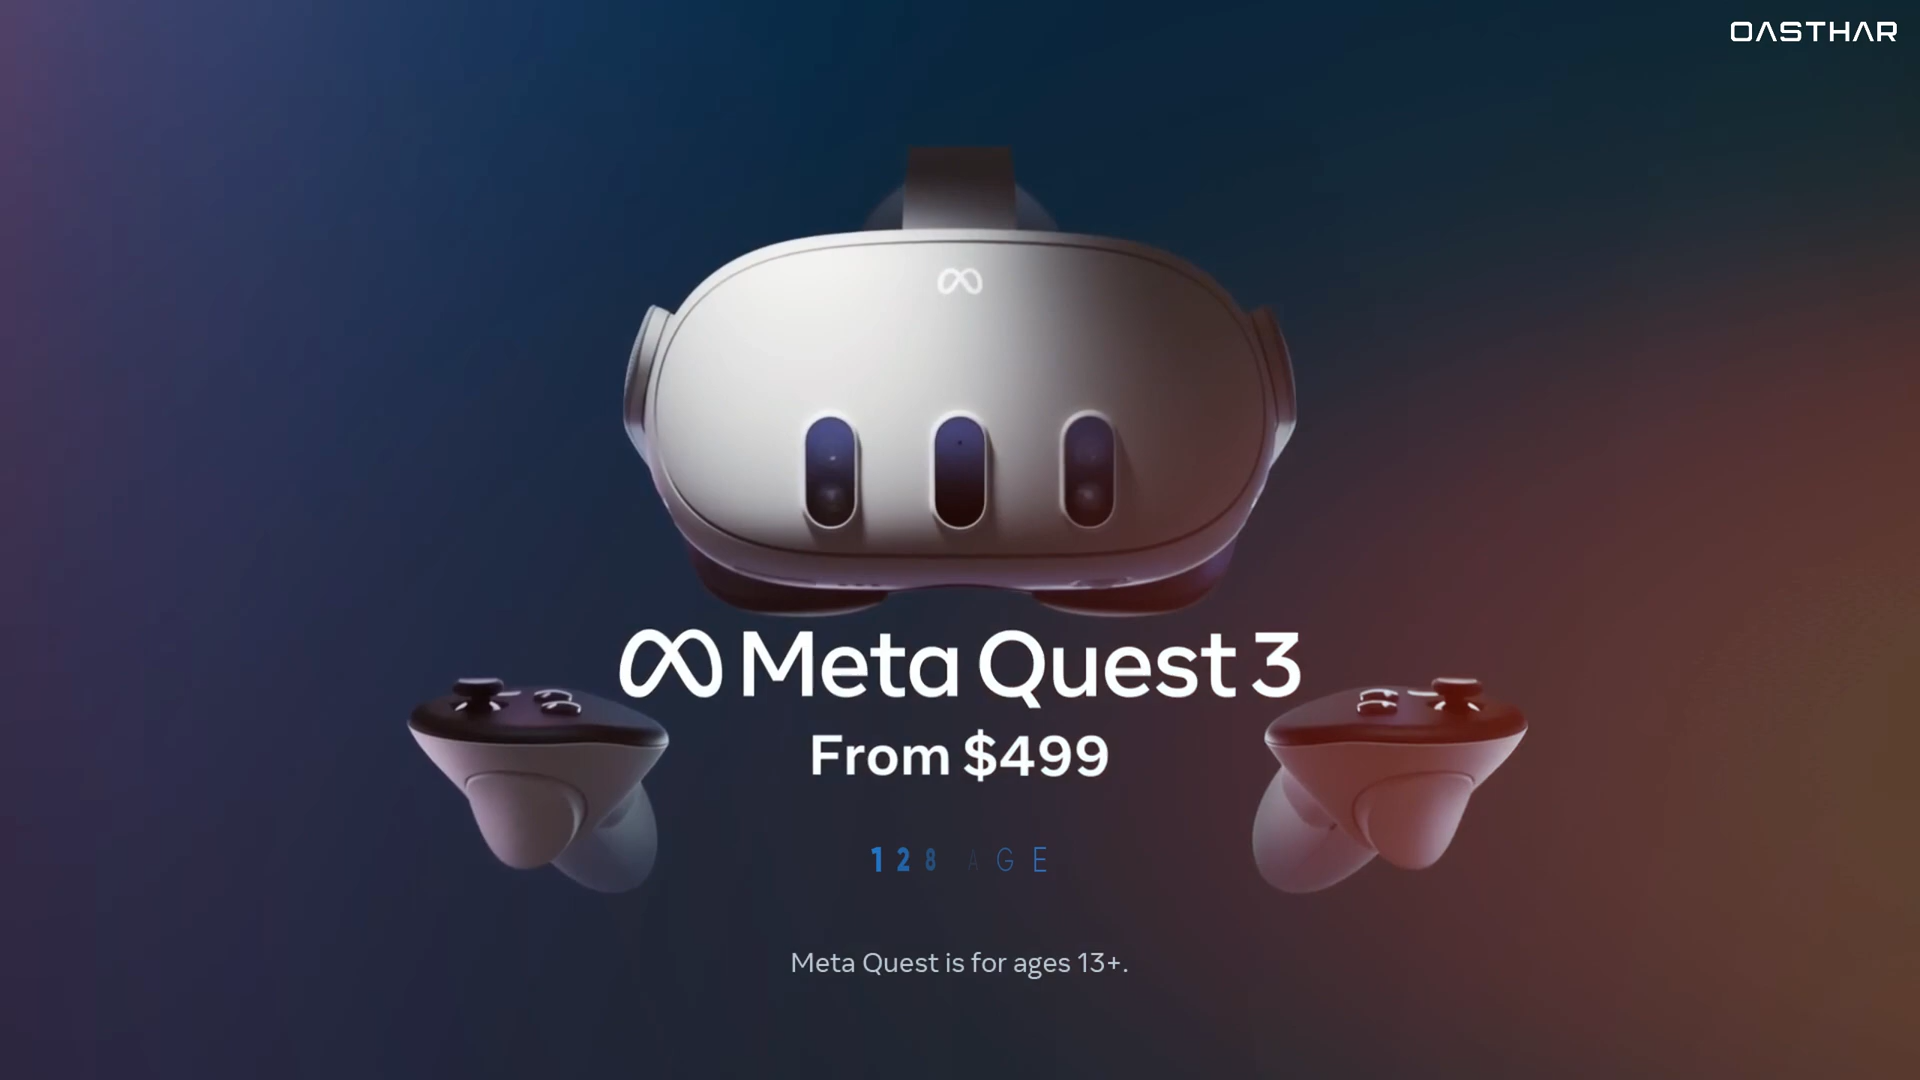 OASTHAR
Meta Quest 3
From $499
128 AGE
Meta Quest is for ages 13+.